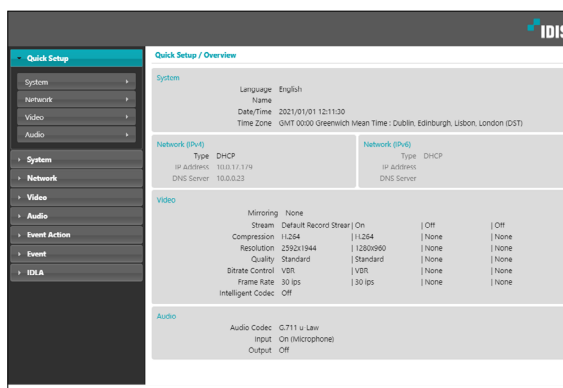 IDIS
Quick Setup
System
Network
Video
Audio
System
Network
Video
Audio
Event Action
Event
IDLA
Quick Setup / Overview
System
Language English
Name
Date/Time 2021/01/01 12:11:30
Time Zone GMT 00:00 Greenwich Mean Time : Dublin, Edinburgh, Lisbon, London (DST)
Network (IPv4)
Type DHCP
IP Address 10.0.17.179
DNS Server 10.0.0.23
Network (IPv6)
Type DHCP
IP Address
DNS Server
Video
Mirroring None
Stream Default Record Strear | On | Off | Off
Compression H.264 | H.264 | None | None
Resolution 2592x1944 | 1280x960 | None | None
Quality Standard | Standard | None | None
Bitrate Control VBR | VBR | None | None
Frame Rate 30 ips | 30 ips | None | None
Intelligent Codec Off
Audio
Audio Codec G.711 u-Law
Input On (Microphone)
Output Off